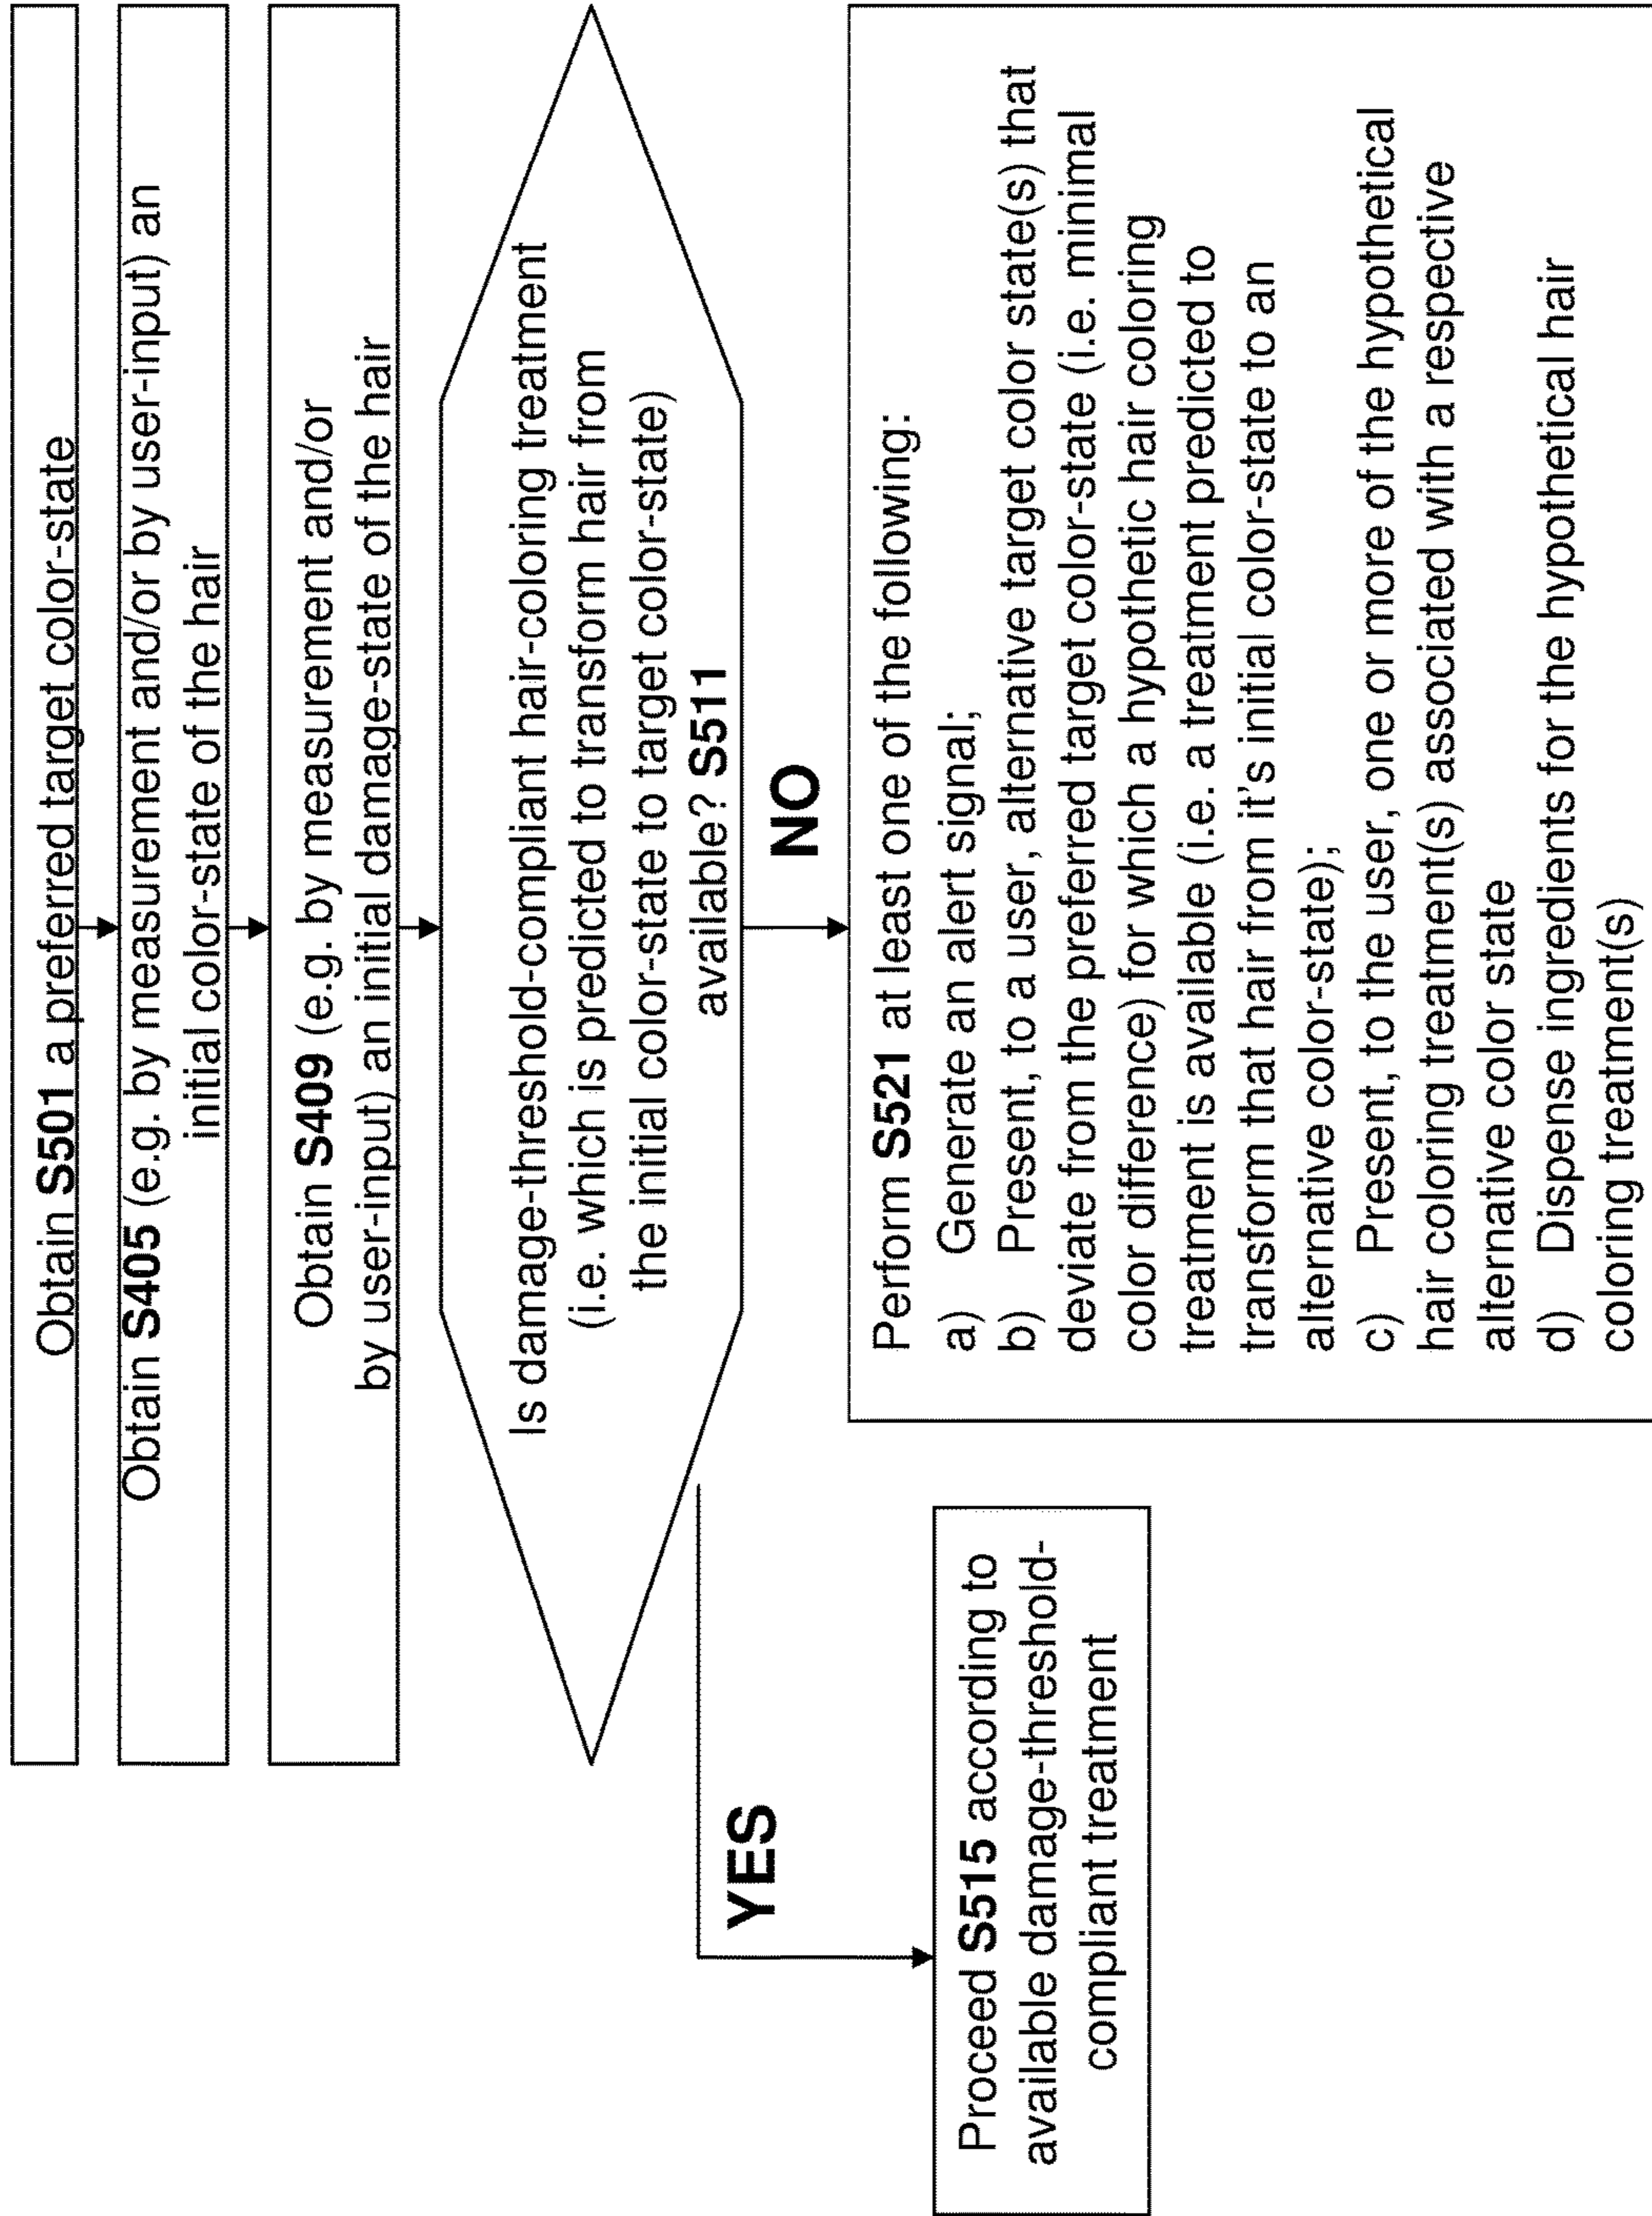 Obtain S501 a preferred target color-state
Obtain S405 (e.g. by measurement and/or by user-input) an
initial color-state of the hair
Obtain S409 (e.g. by measurement and/or
by user-input) an initial damage-state of the hair
Is damage-threshold-compliant hair-coloring treatment
(i.e. which is predicted to transform hair from
the initial color-state to target color-state)
available? S511
YES
NO
Proceed S515 according to
available damage-threshold-
compliant treatment
Perform S521 at least one of the following:
a) Generate an alert signal;
b) Present, to a user, alternative target color state(s) that
deviate from the preferred target color-state (i.e. minimal
color difference) for which a hypothetic hair coloring
treatment is available (i.e. a treatment predicted to
transform that hair from it's initial color-state to an
alternative color-state);
c) Present, to the user, one or more of the hypothetical
hair coloring treatment(s) associated with a respective
alternative color state
d) Dispense ingredients for the hypothetical hair
coloring treatment(s)